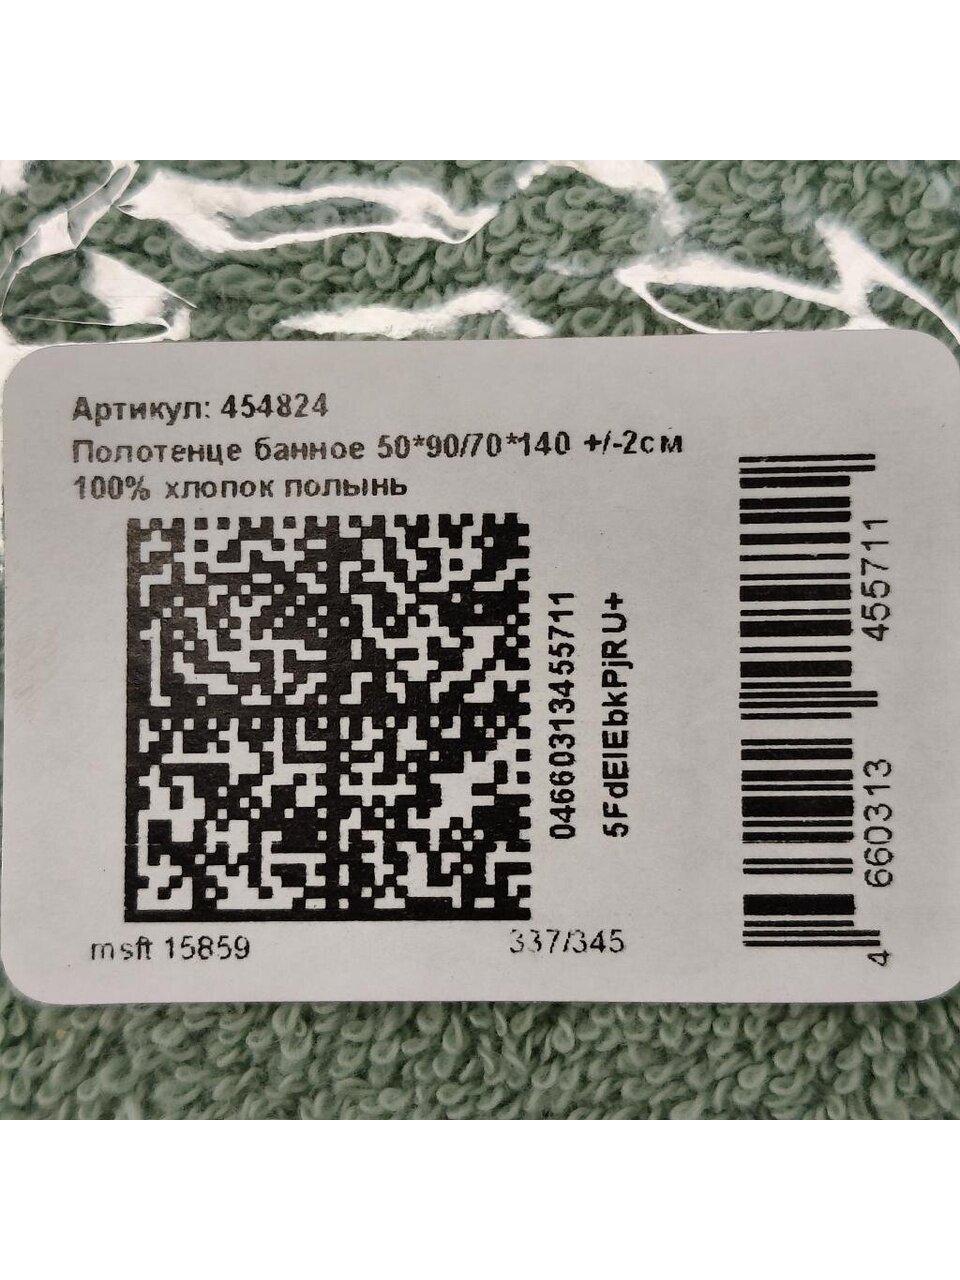 Артикул: 454824
Полотенце банное 50*90/70*140 +/-2см
100% хлопок полынь
04660313455711
5FdElEbkPjRU+
4 660313 455711
msft 15859
337/345